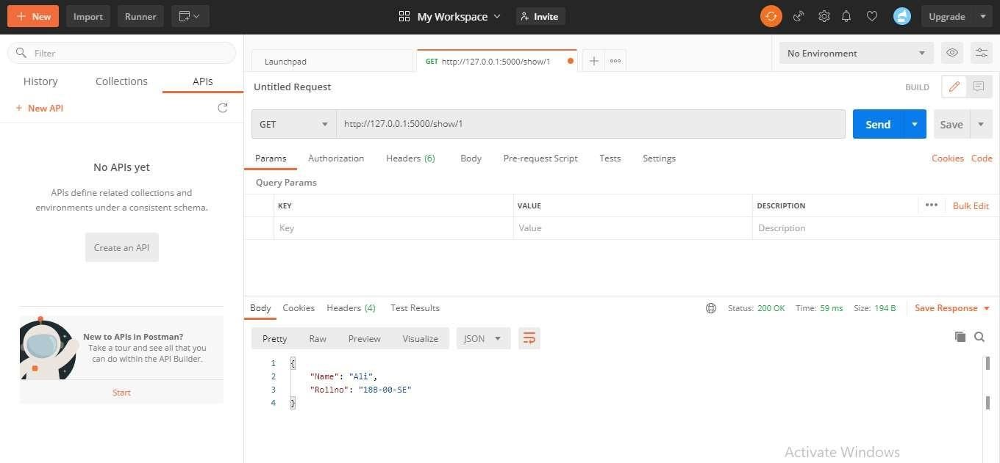 New Import Runner My Workspace Invite Upgrade
Filter
History Collections APIs
+ New API
No APIs yet
APIs define related collections and
environments under a consistent schema.
Create an API
New to APIs in Postman?
Take a tour and see all that you
can do within the API Builder.
Start
Launchpad GET http://127.0.0.1:5000/show/1 No Environment
Untitled Request BUILD
GET http://127.0.0.1:5000/show/1 Send Save
Params Authorization Headers (6) Body Pre-request Script Tests Settings Cookies Code
Query Params
KEY VALUE DESCRIPTION ••• Bulk Edit
Key Value Description
Body Cookies Headers (4) Test Results Status: 200 OK Time: 59 ms Size: 194 B Save Response
Pretty Raw Preview Visualize JSON
1 {
2 "Name": "Ali",
3 "Rollno": "18B-00-SE"
4 }
Activate Windows